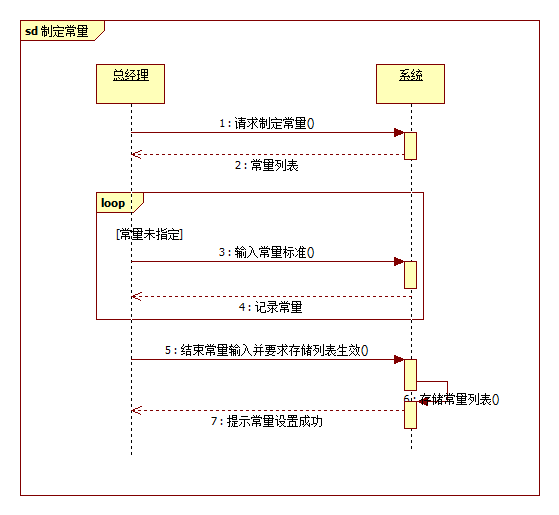 sd 制定常量
总经理
系统
1 : 请求制定常量()
2 : 常量列表
loop
[常量未指定]
3 : 输入常量标准()
4 : 记录常量
5 : 结束常量输入并要求存储列表生效()
6 : 存储常量列表()
7 : 提示常量设置成功